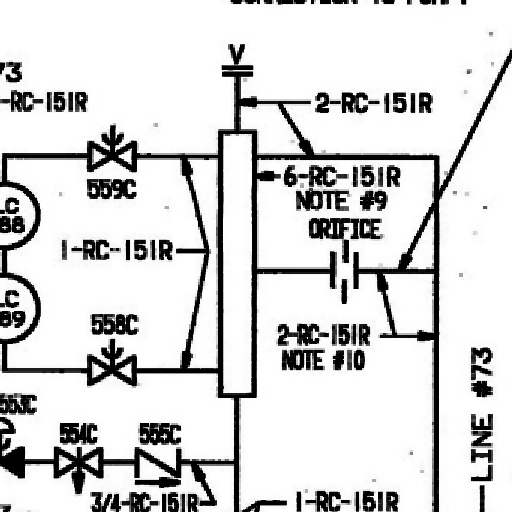 V
73
-RC-151R
2-RC-151R
559C
6-RC-151R
NOTE #9
ORIFICE
LC
88
1-RC-151R
LC
89
558C
2-RC-151R
NOTE #10
LINE #73
553C
554C
555C
3/4-RC-151R
1-RC-151R